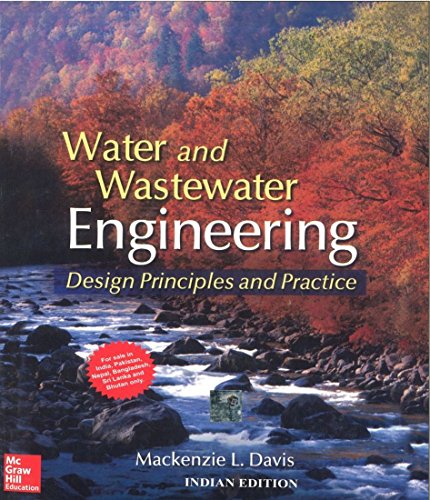 Water and
Wastewater
Engineering
Design Principles and Practice
For sale in
India, Pakistan,
Nepal, Bangladesh,
Sri Lanka and
Bhutan only.
Mc
Graw
Hill
Education
Mackenzie L. Davis
INDIAN EDITION